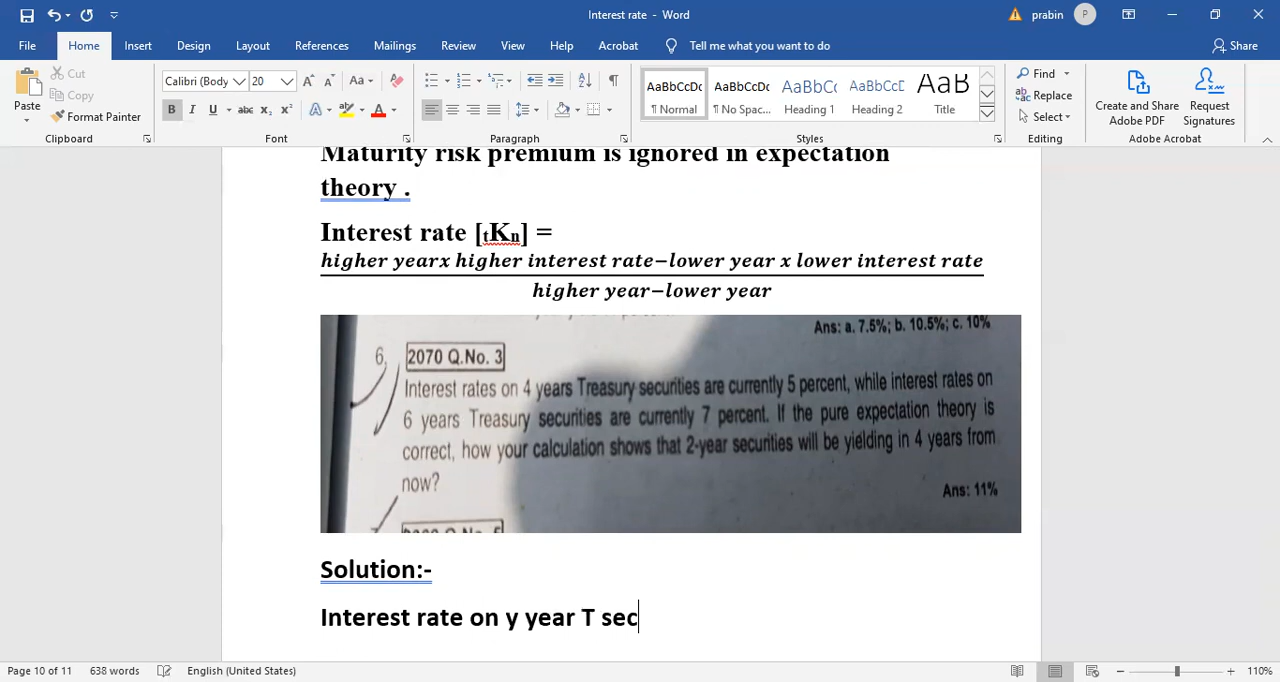 Interest rate - Word
prabin
P
File Home Insert Design Layout References Mailings Review View Help Acrobat Tell me what you want to do Share
Paste
Cut
Copy
Format Painter
Clipboard
Calibri (Body 20
Font
Paragraph
AaBbCcDc AaBbCcDc AaBbCc AaBbCcD AaB
¶ Normal ¶ No Spac... Heading 1 Heading 2 Title
Styles
Find
Replace
Select
Editing
Create and Share Adobe PDF
Request Signatures
Adobe Acrobat
Maturity risk premium is ignored in expectation
theory .
Interest rate [tKn] =
higher yearx higher interest rate−lower year x lower interest rate
higher year−lower year
Ans: a. 7.5%; b. 10.5%; c. 10%
6. 2070 Q.No. 3
Interest rates on 4 years Treasury securities are currently 5 percent, while interest rates on
6 years Treasury securities are currently 7 percent. If the pure expectation theory is
correct, how your calculation shows that 2-year securities will be yielding in 4 years from
now?
Ans: 11%
Solution:-
Interest rate on y year T sec
Page 10 of 11 638 words English (United States) 110%